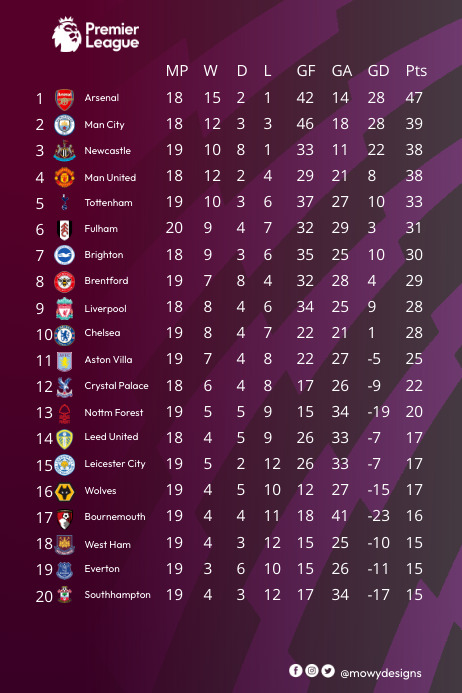 Premier
League
MP W D L GF GA GD Pts
1 Arsenal 18 15 2 1 42 14 28 47
2 Man City 18 12 3 3 46 18 28 39
3 Newcastle 19 10 8 1 33 11 22 38
4 Man United 18 12 2 4 29 21 8 38
5 Tottenham 19 10 3 6 37 27 10 33
6 Fulham 20 9 4 7 32 29 3 31
7 Brighton 18 9 3 6 35 25 10 30
8 Brentford 19 7 8 4 32 28 4 29
9 Liverpool 18 8 4 6 34 25 9 28
10 Chelsea 19 8 4 7 22 21 1 28
11 Aston Villa 19 7 4 8 22 27 -5 25
12 Crystal Palace 18 6 4 8 17 26 -9 22
13 Nottm Forest 19 5 5 9 15 34 -19 20
14 Leed United 18 4 5 9 26 33 -7 17
15 Leicester City 19 5 2 12 26 33 -7 17
16 Wolves 19 4 5 10 12 27 -15 17
17 Bournemouth 19 4 4 11 18 41 -23 16
18 West Ham 19 4 3 12 15 25 -10 15
19 Everton 19 3 6 10 15 26 -11 15
20 Southhampton 19 4 3 12 17 34 -17 15
@mowydesigns